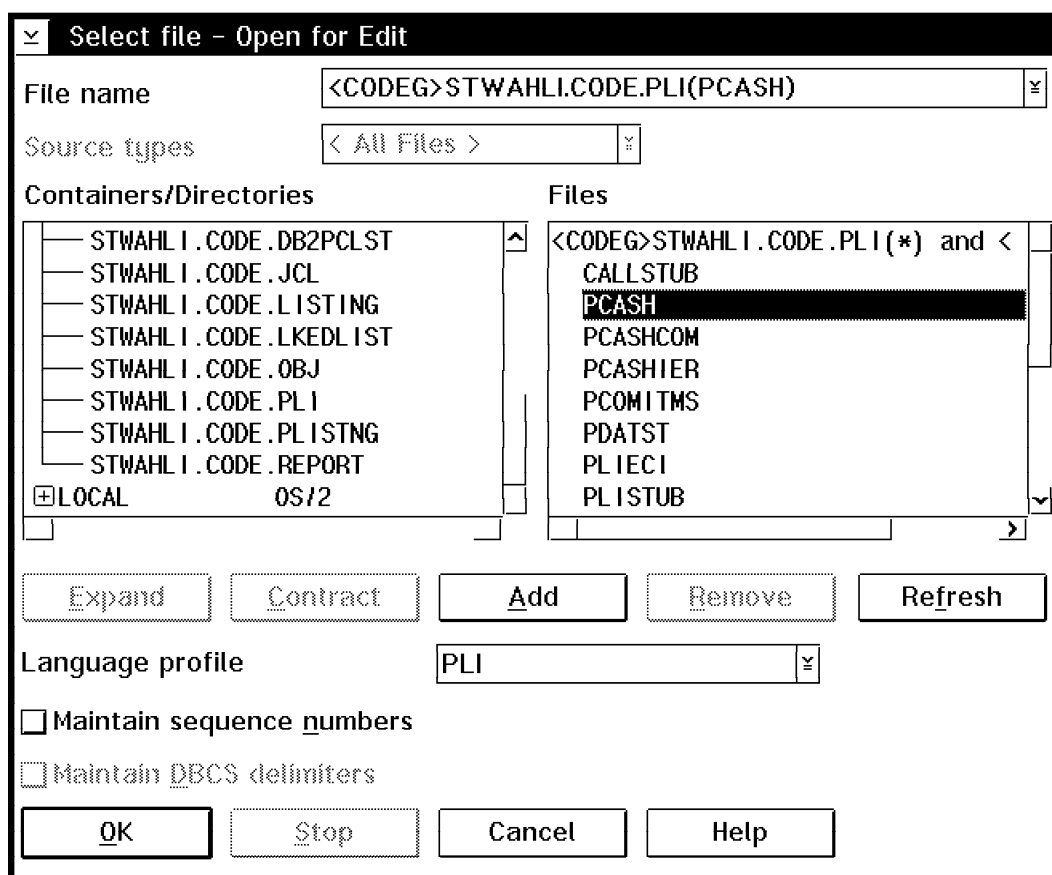 Select file – Open for Edit
File name
<CODEG>STWAHLI.CODE.PLI(PCASH)
Source types
< All Files >
Containers/Directories
Files
STWAHLI.CODE.DB2PCLST
STWAHLI.CODE.JCL
STWAHLI.CODE.LISTING
STWAHLI.CODE.LKEDLIST
STWAHLI.CODE.OBJ
STWAHLI.CODE.PLI
STWAHLI.CODE.PLISTNG
STWAHLI.CODE.REPORT
LOCAL OS/2
<CODEG>STWAHLI.CODE.PLI(*) and <
CALLSTUB
PCASH
PCASHCOM
PCASHIER
PCOMITMS
PDATST
PLIECI
PLISTUB
Expand Contract Add Remove Refresh
Language profile
PLI
Maintain sequence numbers
Maintain DBCS delimiters
OK Stop Cancel Help